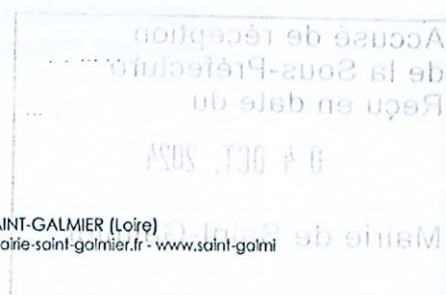 Accusé de réception
de la Sous-Préfecture
Reçu en date du
0 4 OCT. 2024
AINT-GALMIER (Loire)
airie-saint-galmier.fr - www.saint-galmi
Mairie de Saint-Galmier